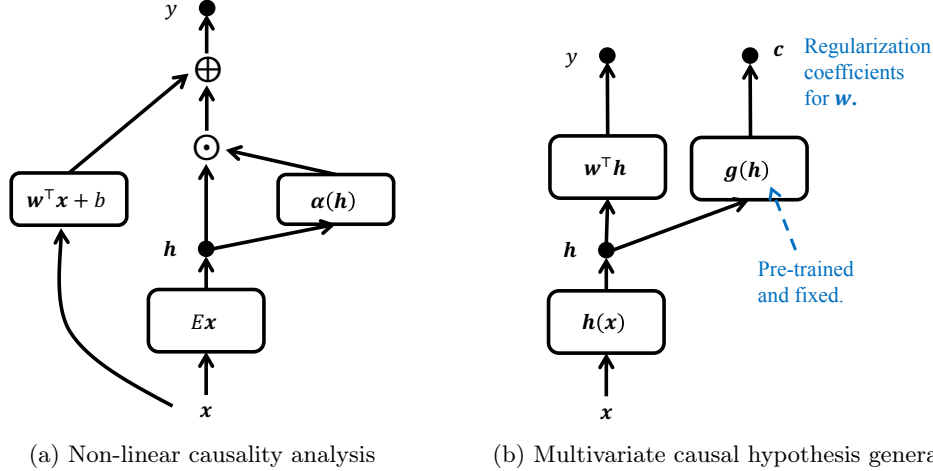 y
⊕
⊙
w⊤x + b
α(h)
h
Ex
x
(a) Non-linear causality analysis
y
c
Regularization
coefficients
for w.
w⊤h
g(h)
h
Pre-trained
and fixed.
h(x)
x
(b) Multivariate causal hypothesis genera